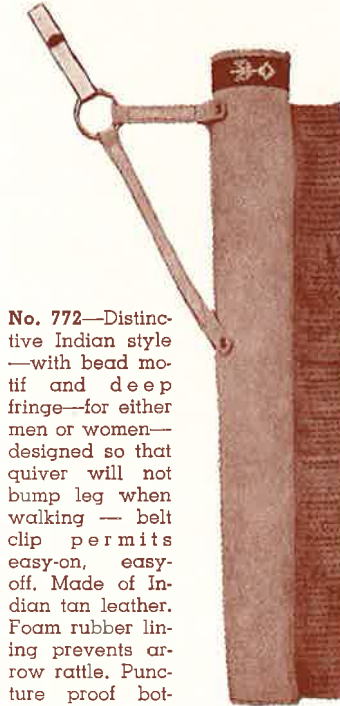 No. 772—Distinc-
tive Indian style
—with bead mo-
tif and deep
fringe—for either
men or women—
designed so that
quiver will not
bump leg when
walking — belt
clip permits
easy-on, easy-
off. Made of In-
dian tan leather.
Foam rubber lin-
ing prevents ar-
row rattle. Punc-
ture proof bot-